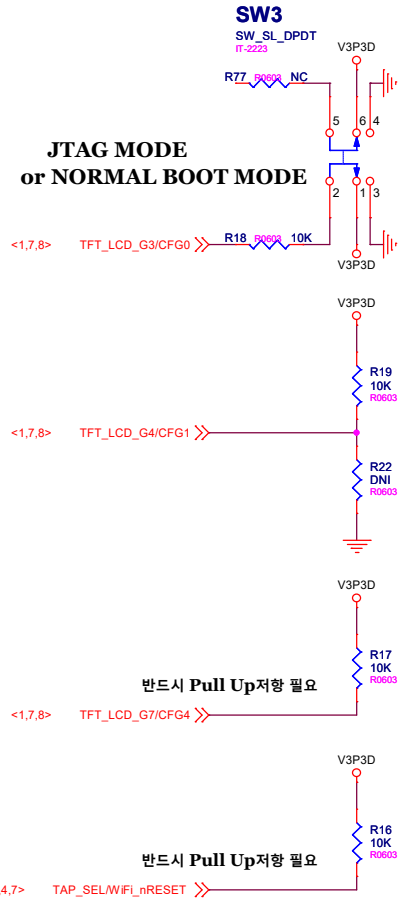 SW3
SW_SL_DPDT
IT-2223
V3P3D
R77 R0603 NC
5 6 4
JTAG MODE
or NORMAL BOOT MODE
2 1 3
<1,7,8> TFT_LCD_G3/CFG0 R18 R0603 10K
V3P3D
V3P3D
R19
10K
R0603
<1,7,8> TFT_LCD_G4/CFG1
R22
DNI
R0603
V3P3D
R17
10K
R0603
반드시 Pull Up저항 필요
<1,7,8> TFT_LCD_G7/CFG4
V3P3D
R16
10K
R0603
반드시 Pull Up저항 필요
4,7> TAP_SEL/WiFi_nRESET